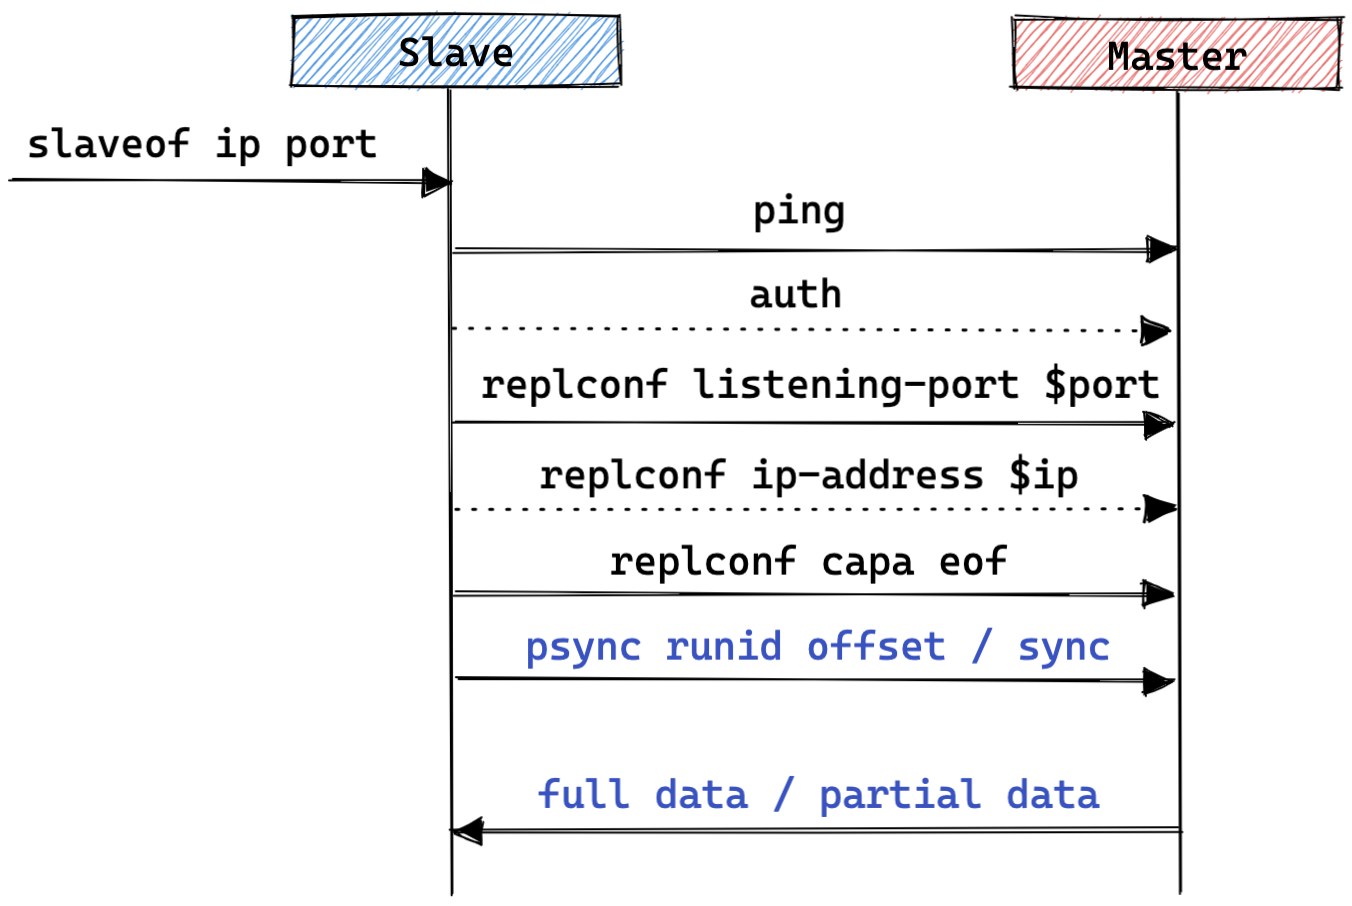 Slave
Master
slaveof ip port
ping
auth
replconf listening-port $port
replconf ip-address $ip
replconf capa eof
psync runid offset / sync
full data / partial data